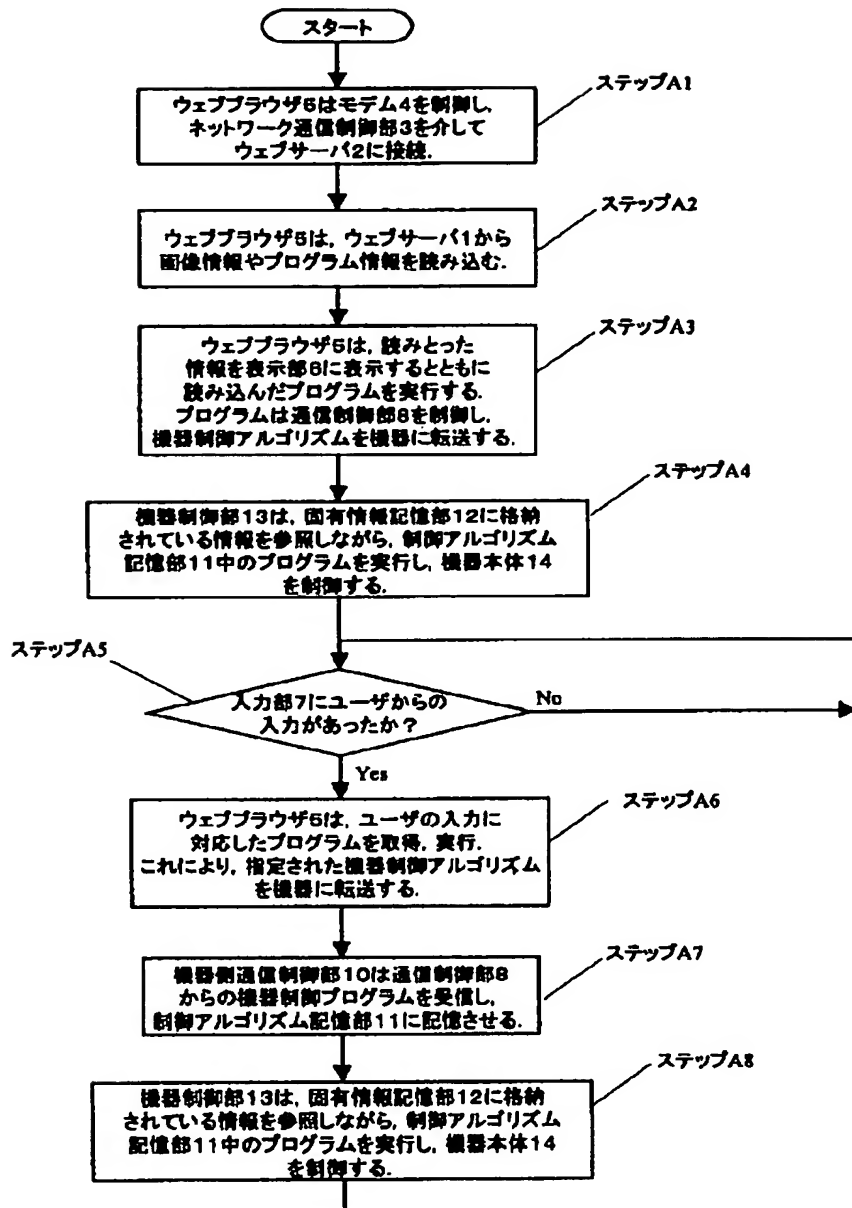 スタート
ステップA1
ウェブブラウザ5はモデム4を制御し,
ネットワーク通信制御部3を介して
ウェブサーバ2に接続.
ステップA2
ウェブブラウザ5は, ウェブサーバ1から
画像情報やプログラム情報を読み込む.
ステップA3
ウェブブラウザ5は, 読みとった
情報を表示部6に表示するとともに
読み込んだプログラムを実行する.
プログラムは通信制御部8を制御し,
機器制御アルゴリズムを機器に転送する.
ステップA4
機器制御部13は, 固有情報記憶部12に格納
されている情報を参照しながら, 制御アルゴリズム
記憶部11中のプログラムを実行し, 機器本体14
を制御する.
ステップA5
入力部7にユーザからの
入力があったか？
No
Yes
ステップA6
ウェブブラウザ5は, ユーザの入力に
対応したプログラムを取得, 実行.
これにより, 指定された機器制御アルゴリズム
を機器に転送する.
ステップA7
機器側通信制御部10は通信制御部8
からの機器制御プログラムを受信し,
制御アルゴリズム記憶部11に記憶させる.
ステップA8
機器制御部13は, 固有情報記憶部12に格納
されている情報を参照しながら, 制御アルゴリズム
記憶部11中のプログラムを実行し, 機器本体14
を制御する.